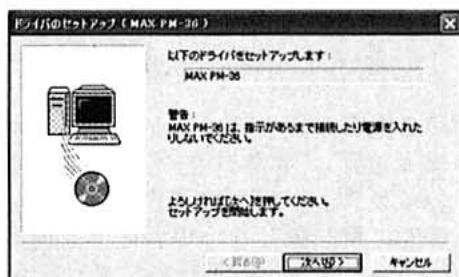 ドライバのセットアップ ( MAX PM-36 )
以下のドライバをセットアップします :
MAX PM-36
警告 :
MAX PM-36は、指示があるまで接続したり電源を入れた
りしないでください。
よろしければ[次へ]を押してください。
セットアップを開始します。
< 戻る(B)
次へ(N) >
キャンセル